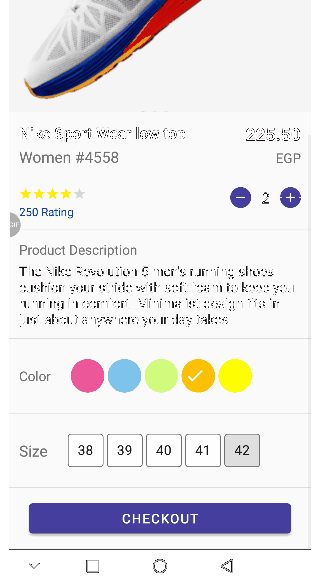 Nike Sport wear low top 225.50
Women #4558 EGP
2
250 Rating
Product Description
The Nike Revolution 5 men's running shoes
cushion your stride with soft foam to keep you
running in comfort. Minimalist design fits in
just about anywhere your day takes
Color
Size 38 39 40 41 42
CHECKOUT